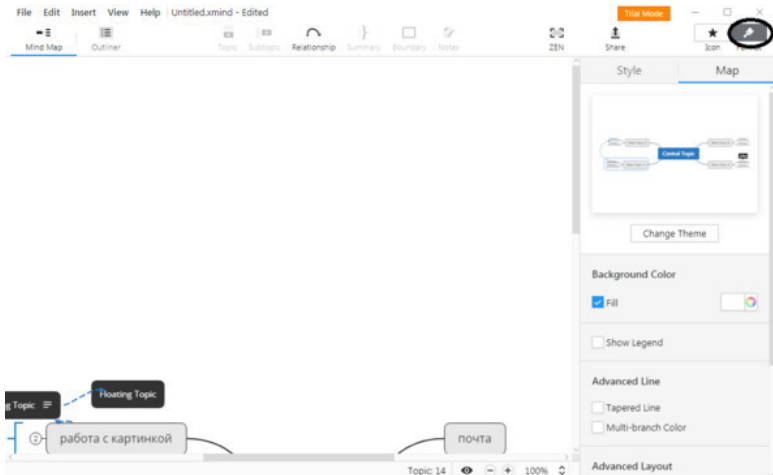 File Edit Insert View Help Untitled.xmind - Edited Trial Mode
Mind Map Outliner Topic Subtopic Relationship Summary Boundary Notes ZEN Share Icon
Style Map
Central Topic
Change Theme
Background Color
Fill
Show Legend
Advanced Line
Tapered Line
Multi-branch Color
Advanced Layout
Floating Topic
g Topic
2 работа с картинкой почта
Topic: 14 100%